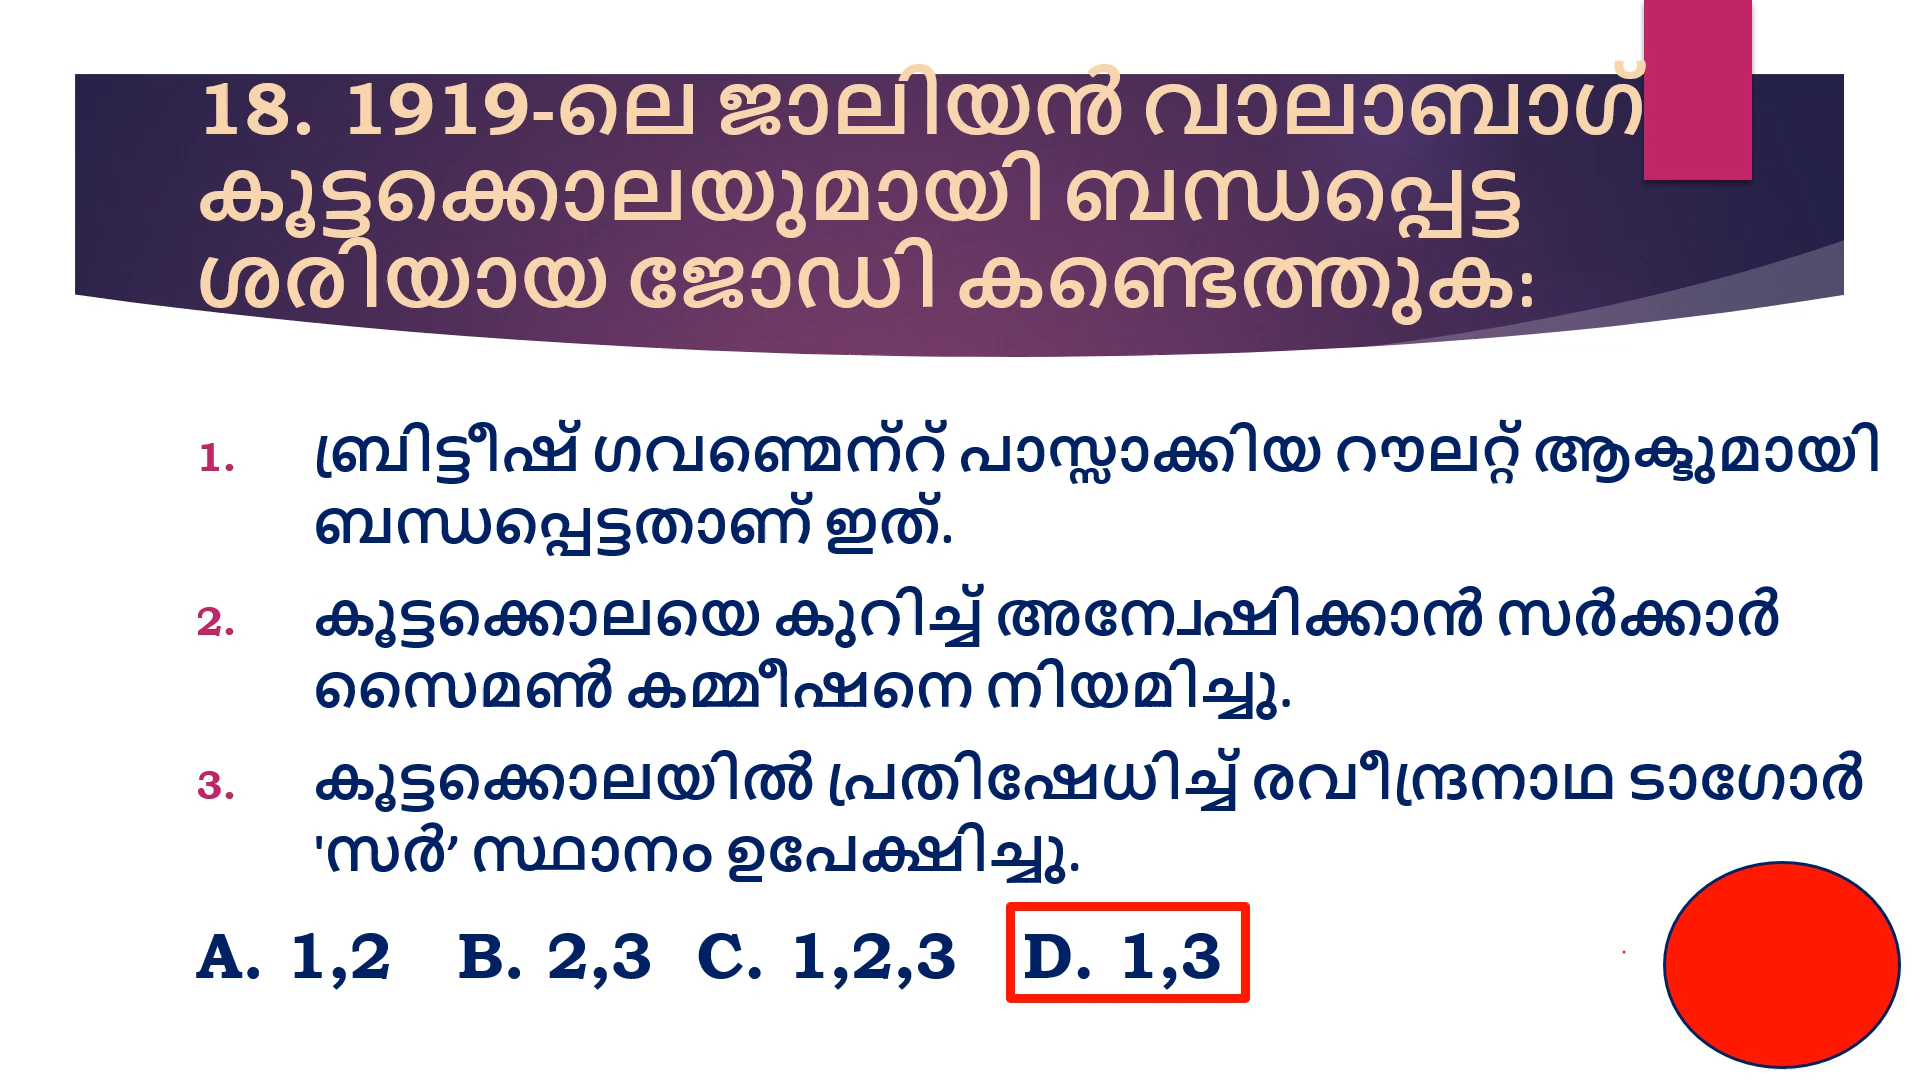 18. 1919-ലെ ജാലിയൻ വാലാബാഗ്
കൂട്ടക്കൊലയുമായി ബന്ധപ്പെട്ട
ശരിയായ ജോഡി കണ്ടെത്തുക:
1. ബ്രിട്ടീഷ് ഗവണ്മെന്റ് പാസ്സാക്കിയ റൗലറ്റ് ആക്ടുമായി
ബന്ധപ്പെട്ടതാണ് ഇത്.
2. കൂട്ടക്കൊലയെ കുറിച്ച് അന്വേഷിക്കാൻ സർക്കാർ
സൈമൺ കമ്മീഷനെ നിയമിച്ചു.
3. കൂട്ടക്കൊലയിൽ പ്രതിഷേധിച്ച് രവീന്ദ്രനാഥ ടാഗോർ
'സർ’ സ്ഥാനം ഉപേക്ഷിച്ചു.
A. 1,2 B. 2,3 C. 1,2,3 D. 1,3